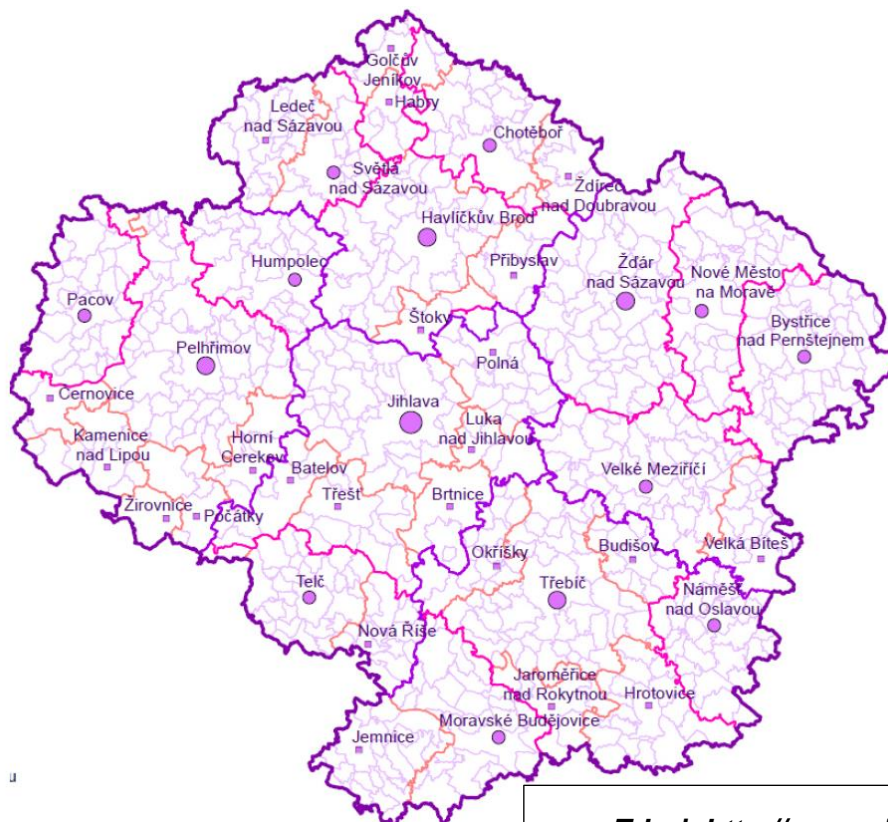 Golčův
Jeníkov
Habry
Ledeč
nad Sázavou
Chotěboř
Světlá
nad Sázavou
Ždírec
nad Doubravou
Havlíčkův Brod
Humpolec
Přibyslav
Žďár
nad Sázavou
Nové Město
na Moravě
Pacov
Štoky
Bystřice
nad Pernštejnem
Pelhřimov
Polná
Černovice
Jihlava
Luka
nad Jihlavou
Kamenice
nad Lipou
Horní
Cerekev
Batelov
Velké Meziříčí
Třešť
Brtnice
Žirovnice
Počátky
Okříšky
Budišov
Velká Bíteš
Telč
Třebíč
Náměšť
nad Oslavou
Nová Říše
Jaroměřice
nad Rokytnou
Hrotovice
Moravské Budějovice
Jemnice
u